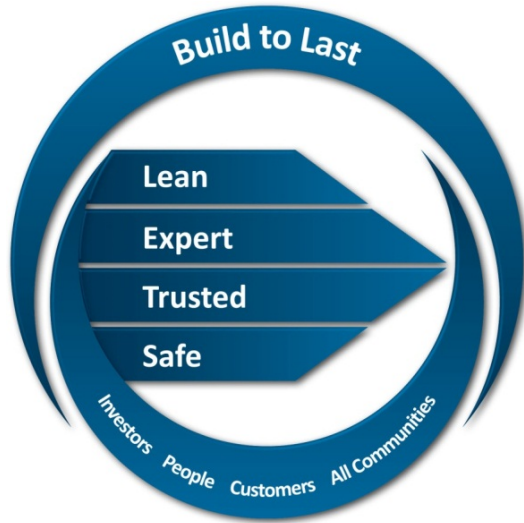 Build to Last
Lean
Expert
Trusted
Safe
Investors People Customers All Communities